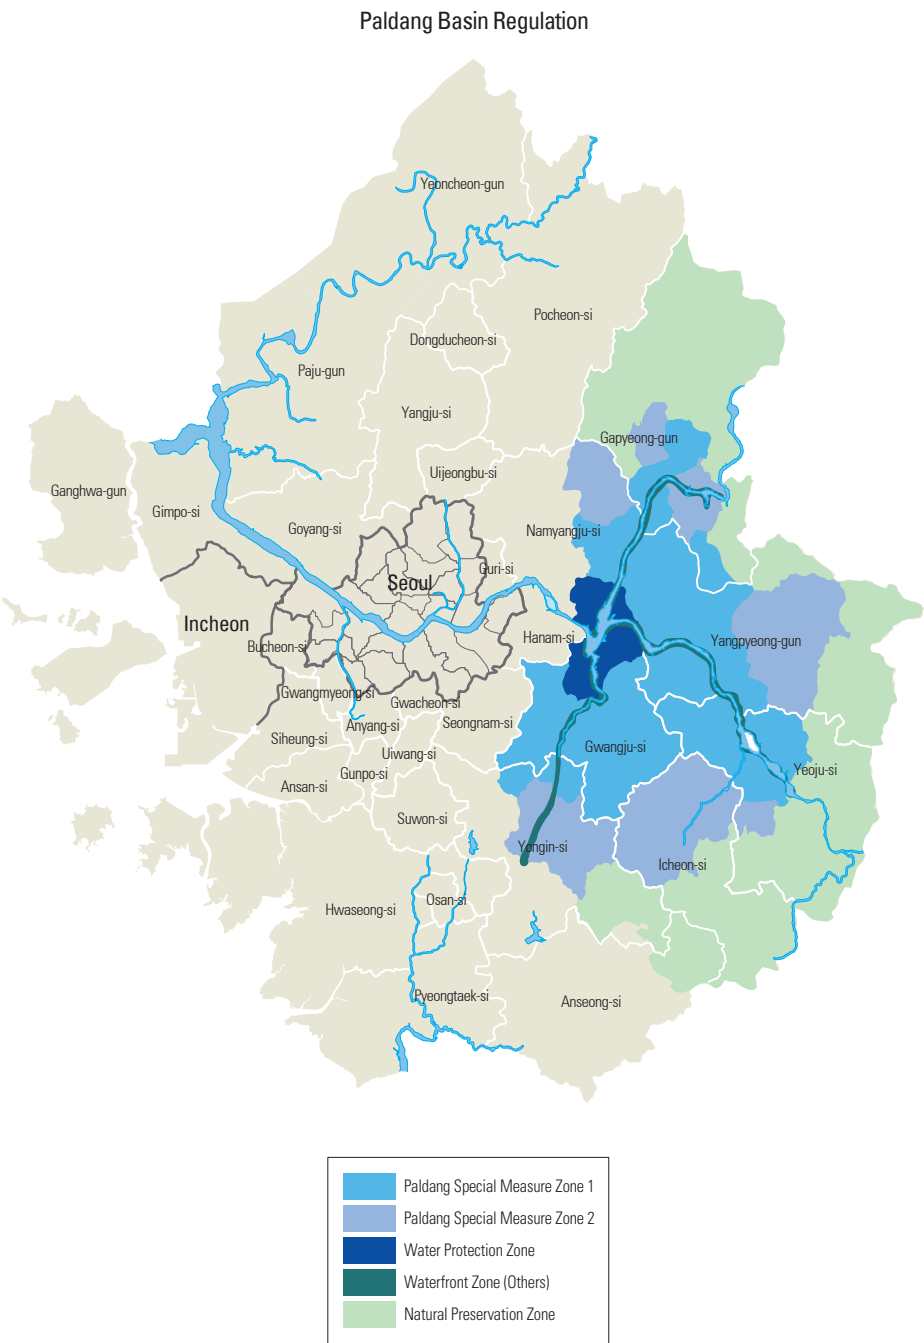 Paldang Basin Regulation
Yeoncheon-gun
Pocheon-si
Dongducheon-si
Paju-gun
Yangju-si
Gapyeong-gun
Uijeongbu-si
Ganghwa-gun
Gimpo-si
Goyang-si
Namyangju-si
Guri-si
Seoul
Incheon
Hanam-si
Yangpyeong-gun
Bucheon-si
Gwangmyeong-si
Gwacheon-si
Anyang-si
Seongnam-si
Siheung-si
Uiwang-si
Gwangju-si
Gunpo-si
Yeoju-si
Ansan-si
Suwon-si
Yongin-si
Icheon-si
Osan-si
Hwaseong-si
Pyeongtaek-si
Anseong-si
Paldang Special Measure Zone 1
Paldang Special Measure Zone 2
Water Protection Zone
Waterfront Zone (Others)
Natural Preservation Zone